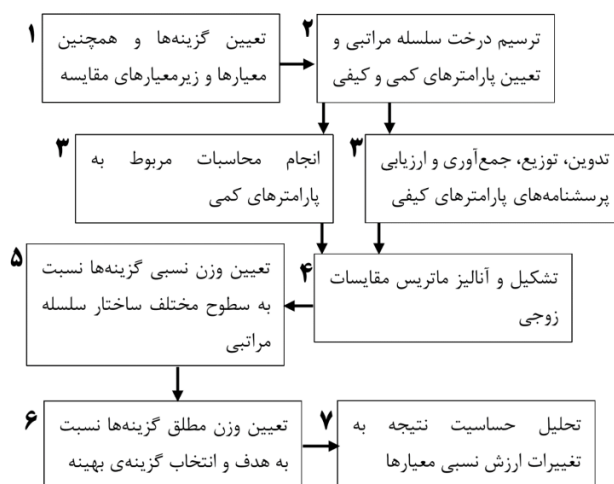 ۱
تعیین گزینه‌ها و همچنین
معیارها و زیرمعیارهای مقایسه
۲
ترسیم درخت سلسله مراتبی و
تعیین پارامترهای کمی و کیفی
۳
انجام محاسبات مربوط به
پارامترهای کمی
۳
تدوین، توزیع، جمع‌آوری و ارزیابی
پرسشنامه‌های پارامترهای کیفی
۴
تشکیل و آنالیز ماتریس مقایسات
زوجی
۵
تعیین وزن نسبی گزینه‌ها نسبت
به سطوح مختلف ساختار سلسله
مراتبی
۶
تعیین وزن مطلق گزینه‌ها نسبت
به هدف و انتخاب گزینه‌ی بهینه
۷
تحلیل حساسیت نتیجه به
تغییرات ارزش نسبی معیارها